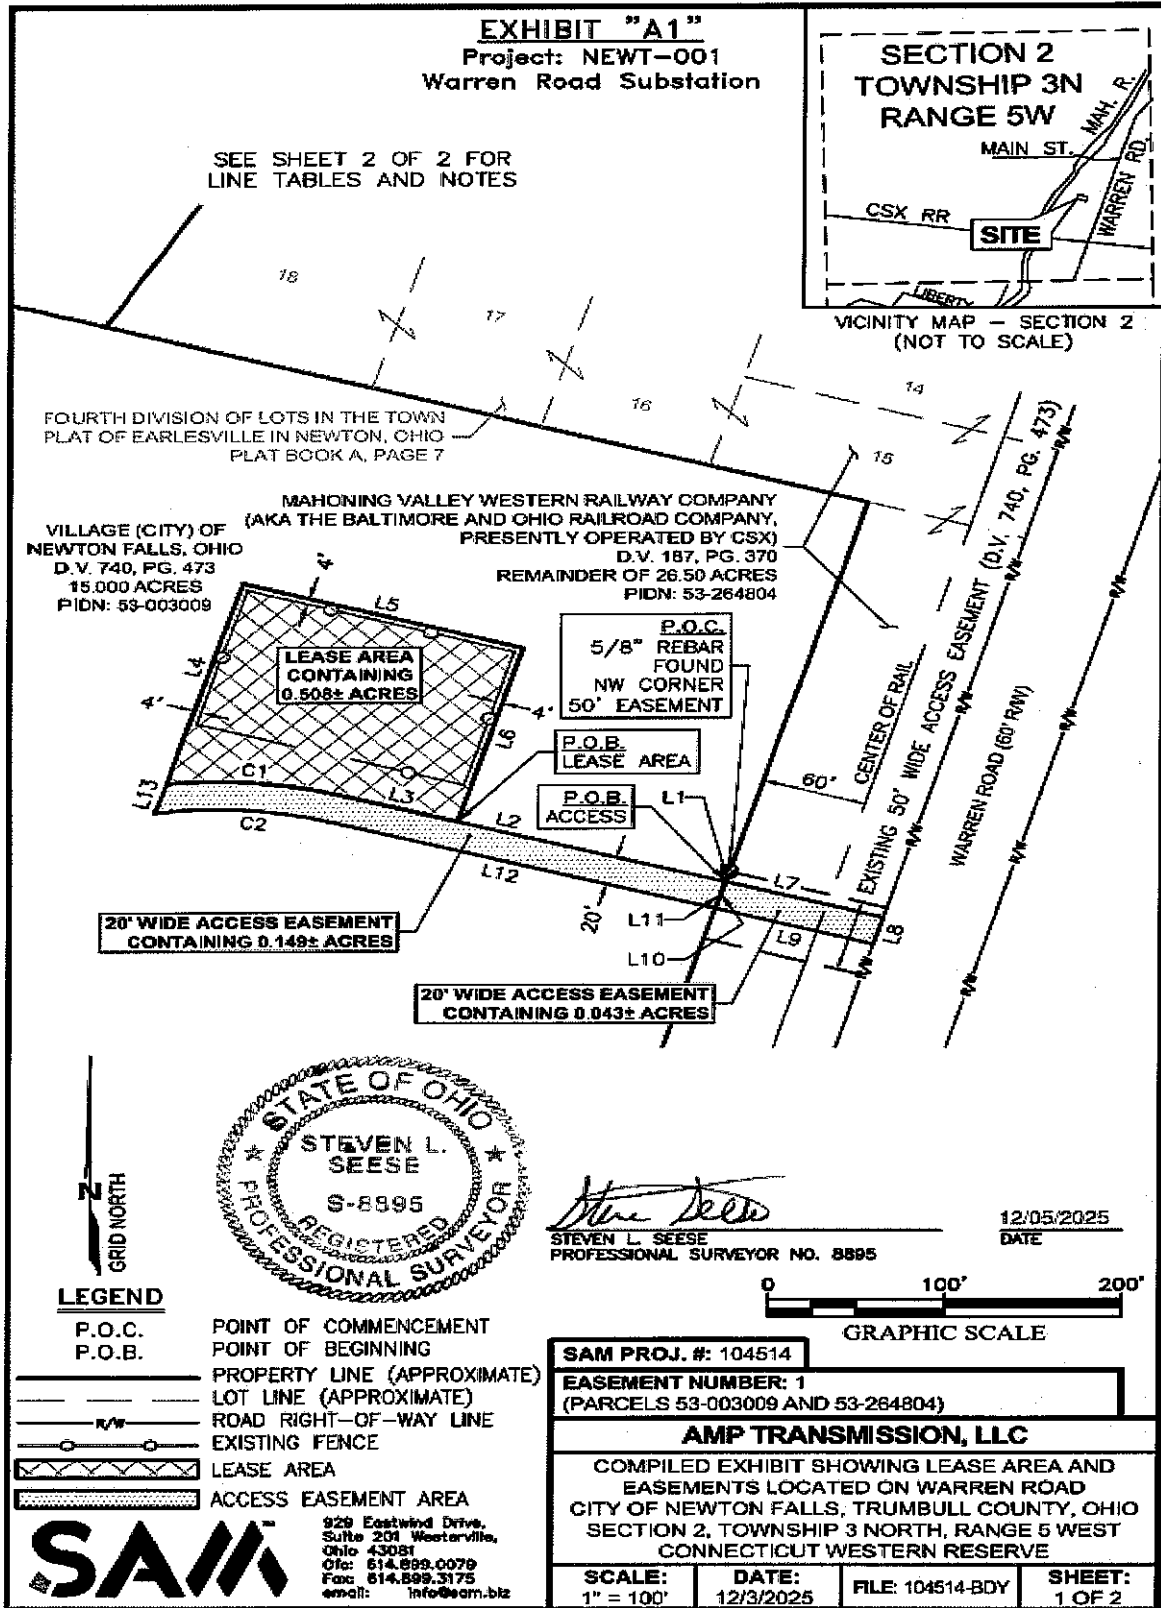 EXHIBIT "A1"
Project: NEWT-001
Warren Road Substation
SECTION 2
TOWNSHIP 3N
RANGE 5W
MAH. R.
MAIN ST.
WARREN RD.
CSX RR
SITE
LIBERTY
VICINITY MAP - SECTION 2
(NOT TO SCALE)
SEE SHEET 2 OF 2 FOR
LINE TABLES AND NOTES
18
17
16
14
15
FOURTH DIVISION OF LOTS IN THE TOWN
PLAT OF EARLESVILLE IN NEWTON, OHIO
PLAT BOOK A, PAGE 7
MAHONING VALLEY WESTERN RAILWAY COMPANY
(AKA THE BALTIMORE AND OHIO RAILROAD COMPANY,
PRESENTLY OPERATED BY CSX)
D.V. 187, PG. 370
REMAINDER OF 26.50 ACRES
PIDN: 53-264804
VILLAGE (CITY) OF
NEWTON FALLS, OHIO
D.V. 740, PG. 473
15.000 ACRES
PIDN: 53-003009
4'
L5
L4
LEASE AREA
CONTAINING
0.508± ACRES
4'
4'
L6
P.O.C.
5/8" REBAR
FOUND
NW CORNER
50' EASEMENT
P.O.B.
LEASE AREA
P.O.B.
ACCESS
L1
60'
CENTER OF RAIL
EXISTING 50' WIDE ACCESS EASEMENT (D.V. 740, PG. 473)
WARREN ROAD (60' R/W)
R/W
R/W
R/W
R/W
R/W
R/W
R/W
R/W
R/W
R/W
L13
C1
L3
C2
L2
L12
L7
L8
L11
L9
L10
20'
20' WIDE ACCESS EASEMENT
CONTAINING 0.149± ACRES
20' WIDE ACCESS EASEMENT
CONTAINING 0.043± ACRES
N
GRID NORTH
STATE OF OHIO
STEVEN L.
SEESE
S-8895
REGISTERED
PROFESSIONAL SURVEYOR
Steve Seese
STEVEN L. SEESE
PROFESSIONAL SURVEYOR NO. 8895
12/05/2025
DATE
0 100' 200'
GRAPHIC SCALE
LEGEND
P.O.C. POINT OF COMMENCEMENT
P.O.B. POINT OF BEGINNING
PROPERTY LINE (APPROXIMATE)
LOT LINE (APPROXIMATE)
R/W ROAD RIGHT-OF-WAY LINE
EXISTING FENCE
LEASE AREA
ACCESS EASEMENT AREA
SAM
929 Eastwind Drive,
Suite 201 Westerville,
Ohio 43081
Ofc: 614.899.0079
Fax: 614.899.3175
email: info@sam.biz
SAM PROJ. #: 104514
EASEMENT NUMBER: 1
(PARCELS 53-003009 AND 53-264804)
AMP TRANSMISSION, LLC
COMPILED EXHIBIT SHOWING LEASE AREA AND
EASEMENTS LOCATED ON WARREN ROAD
CITY OF NEWTON FALLS, TRUMBULL COUNTY, OHIO
SECTION 2, TOWNSHIP 3 NORTH, RANGE 5 WEST
CONNECTICUT WESTERN RESERVE
SCALE:
1" = 100'
DATE:
12/3/2025
FILE: 104514-BDY
SHEET:
1 OF 2